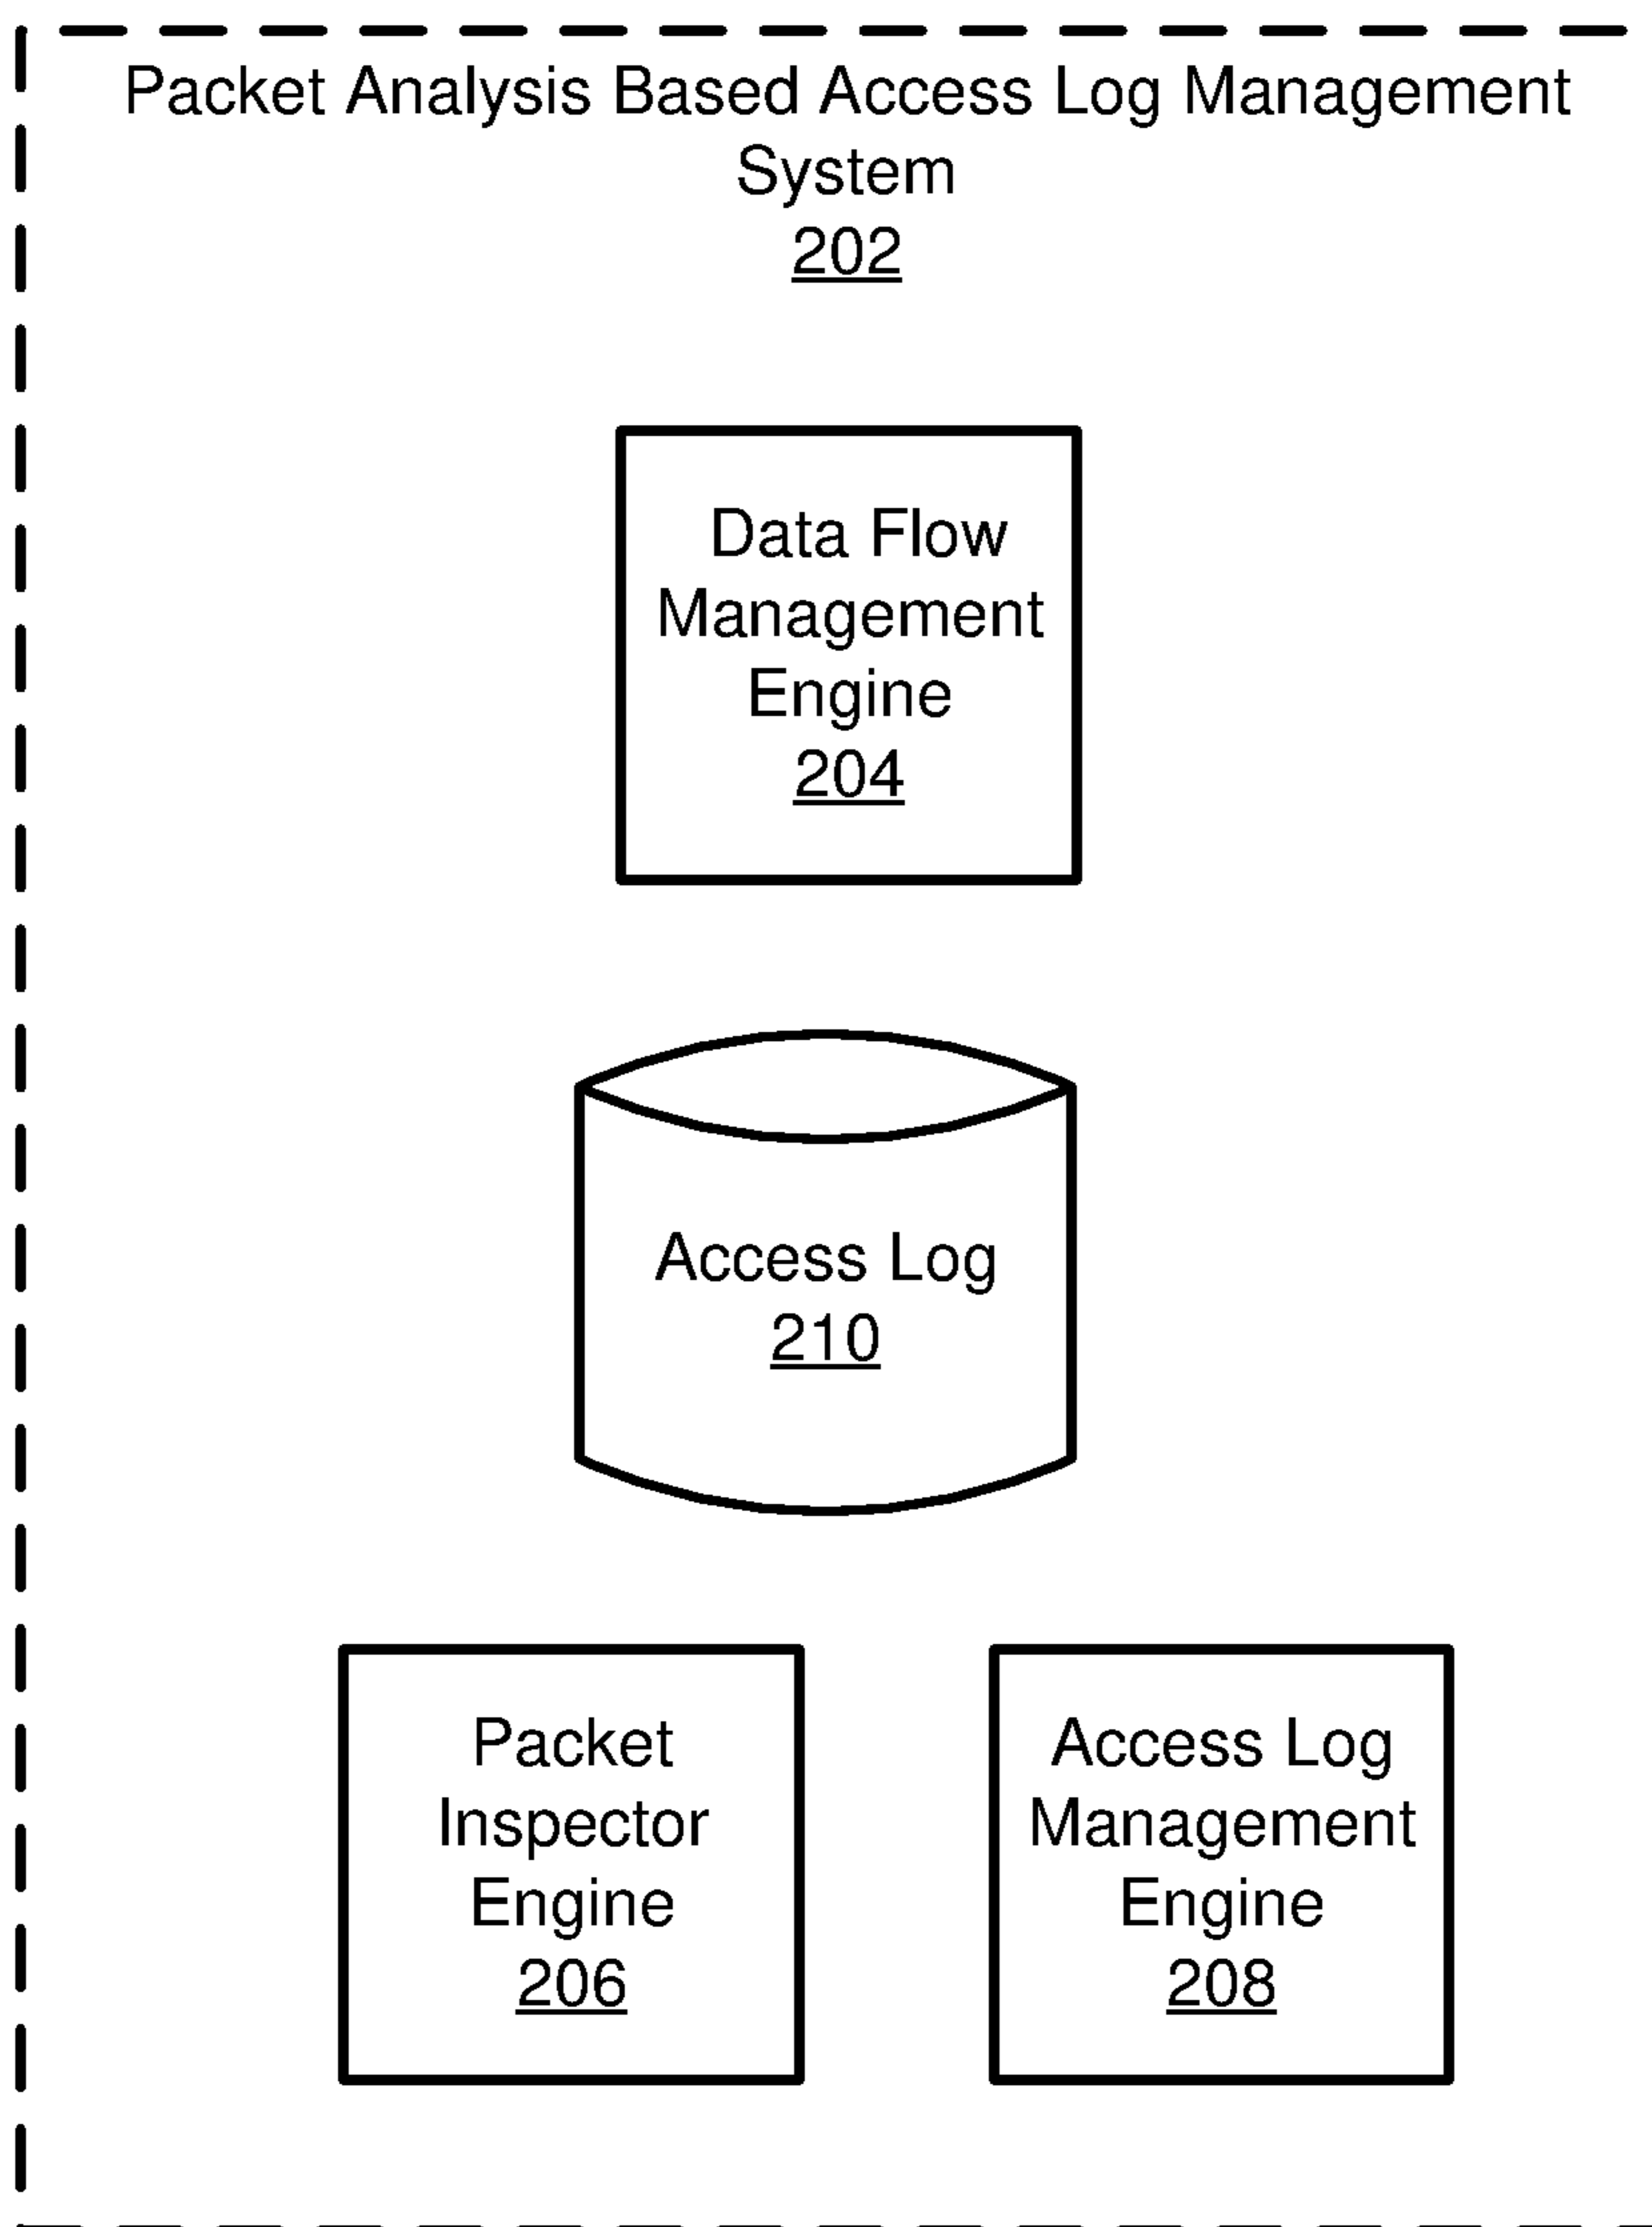 Packet Analysis Based Access Log Management
System
202
Data Flow
Management
Engine
204
Access Log
210
Packet
Inspector
Engine
206
Access Log
Management
Engine
208